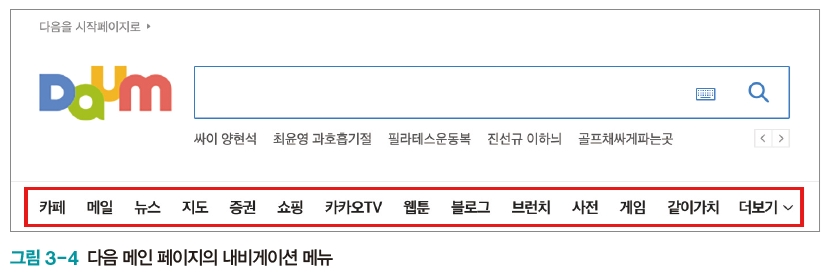 다음을 시작페이지로 ▸
Daum
싸이 양현석 최윤영 과호흡기절 필라테스운동복 진선규 이하늬 골프채싸게파는곳
카페 메일 뉴스 지도 증권 쇼핑 카카오TV 웹툰 블로그 브런치 사전 게임 같이가치 더보기
그림 3-4 다음 메인 페이지의 내비게이션 메뉴